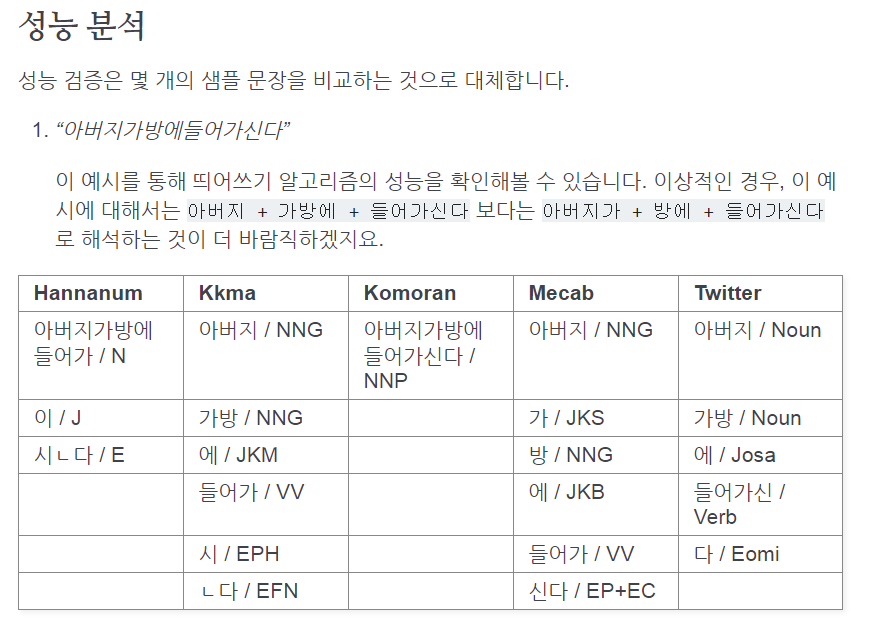 성능 분석
성능 검증은 몇 개의 샘플 문장을 비교하는 것으로 대체합니다.
1. “아버지가방에들어가신다”
이 예시를 통해 띄어쓰기 알고리즘의 성능을 확인해볼 수 있습니다. 이상적인 경우, 이 예
시에 대해서는 아버지 + 가방에 + 들어가신다 보다는 아버지가 + 방에 + 들어가신다
로 해석하는 것이 더 바람직하겠지요.
Hannanum Kkma Komoran Mecab Twitter
아버지가방에 아버지 / NNG 아버지가방에 아버지 / NNG 아버지 / Noun
들어가 / N 들어가신다 /
NNP
이 / J 가방 / NNG 가 / JKS 가방 / Noun
시ㄴ다 / E 에 / JKM 방 / NNG 에 / Josa
들어가 / VV 에 / JKB 들어가신 /
Verb
시 / EPH 들어가 / VV 다 / Eomi
ㄴ다 / EFN 신다 / EP+EC